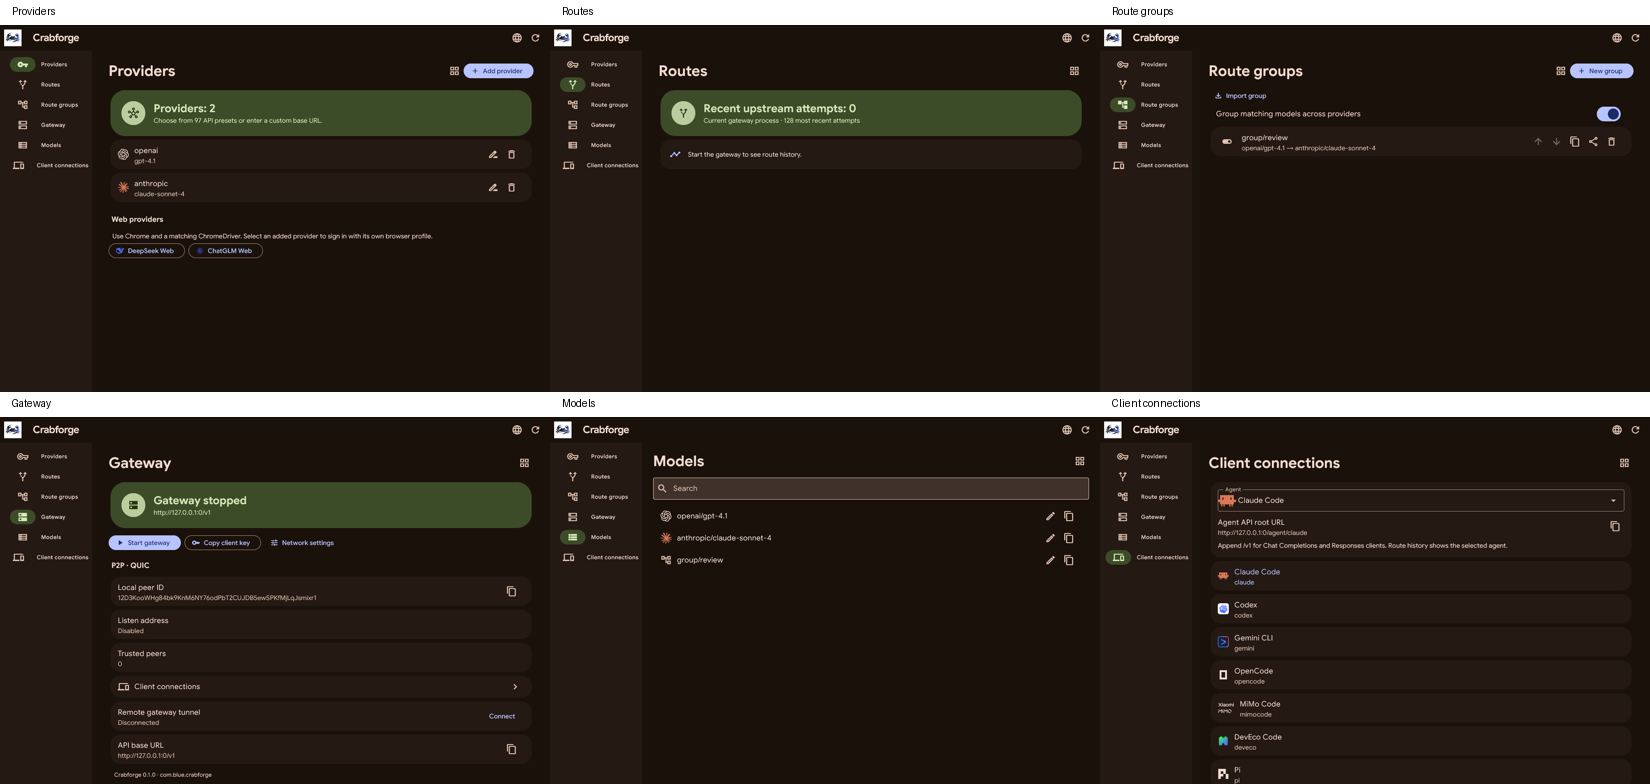 Providers
Crabforge
Providers
Routes
Route groups
Gateway
Models
Client connections
Providers
+ Add provider
Providers: 2
Choose from 97 API presets or enter a custom base URL.
openai
gpt-4.1
anthropic
claude-sonnet-4
Web providers
Use Chrome and a matching ChromeDriver. Select an added provider to sign in with its own browser profile.
DeepSeek Web
ChatGLM Web
Routes
Crabforge
Providers
Routes
Route groups
Gateway
Models
Client connections
Routes
Recent upstream attempts: 0
Current gateway process · 128 most recent attempts
Start the gateway to see route history.
Route groups
Crabforge
Providers
Routes
Route groups
Gateway
Models
Client connections
Route groups
+ New group
Import group
Group matching models across providers
group/review
openai/gpt-4.1 → anthropic/claude-sonnet-4
Gateway
Crabforge
Providers
Routes
Route groups
Gateway
Models
Client connections
Gateway
Gateway stopped
http://127.0.0.1:0/v1
Start gateway
Copy client key
Network settings
P2P · QUIC
Local peer ID
Listen address
Disabled
Trusted peers
0
Client connections
Remote gateway tunnel
Disconnected
Connect
API base URL
http://127.0.0.1:0/v1
Crabforge 0.1.0 · com.blue.crabforge
Models
Crabforge
Providers
Routes
Route groups
Gateway
Models
Client connections
Models
Search
openai/gpt-4.1
anthropic/claude-sonnet-4
group/review
Client connections
Crabforge
Providers
Routes
Route groups
Gateway
Models
Client connections
Client connections
Agent
Claude Code
Agent API root URL
http://127.0.0.1:0/agent/claude
Append /v1 for Chat Completions and Responses clients. Route history shows the selected agent.
Claude Code
claude
Codex
codex
Gemini CLI
gemini
OpenCode
opencode
Xiaomi
MiMo
MiMo Code
mimocode
DevEco Code
deveco
Pi
pi